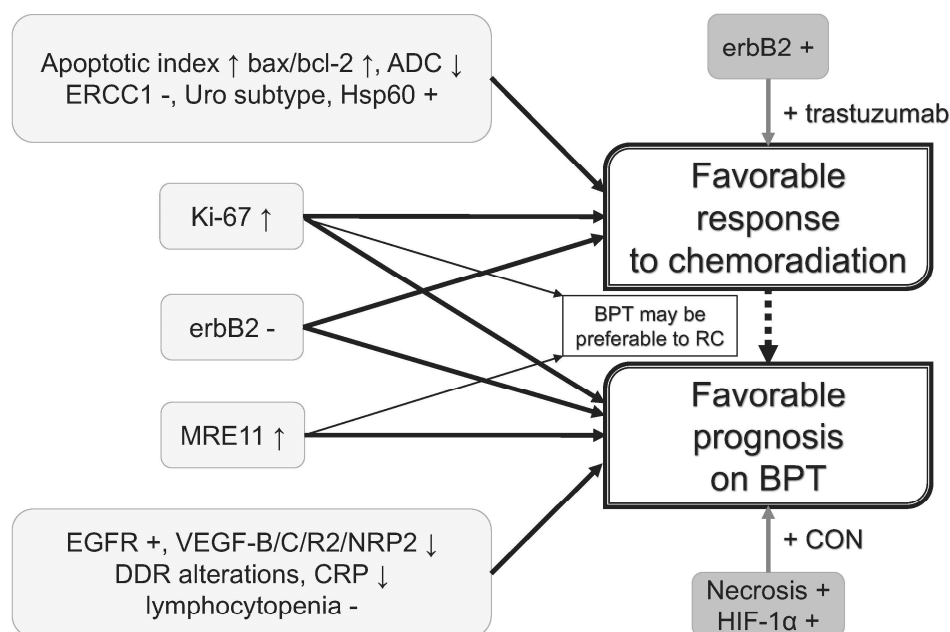 Apoptotic index ↑ bax/bcl-2 ↑, ADC ↓
ERCC1 -, Uro subtype, Hsp60 +
erbB2 +
+ trastuzumab
Favorable
response
to chemoradiation
Ki-67 ↑
erbB2 -
BPT may be
preferable to RC
MRE11 ↑
Favorable
prognosis
on BPT
EGFR +, VEGF-B/C/R2/NRP2 ↓
DDR alterations, CRP ↓
lymphocytopenia -
+ CON
Necrosis +
HIF-1α +